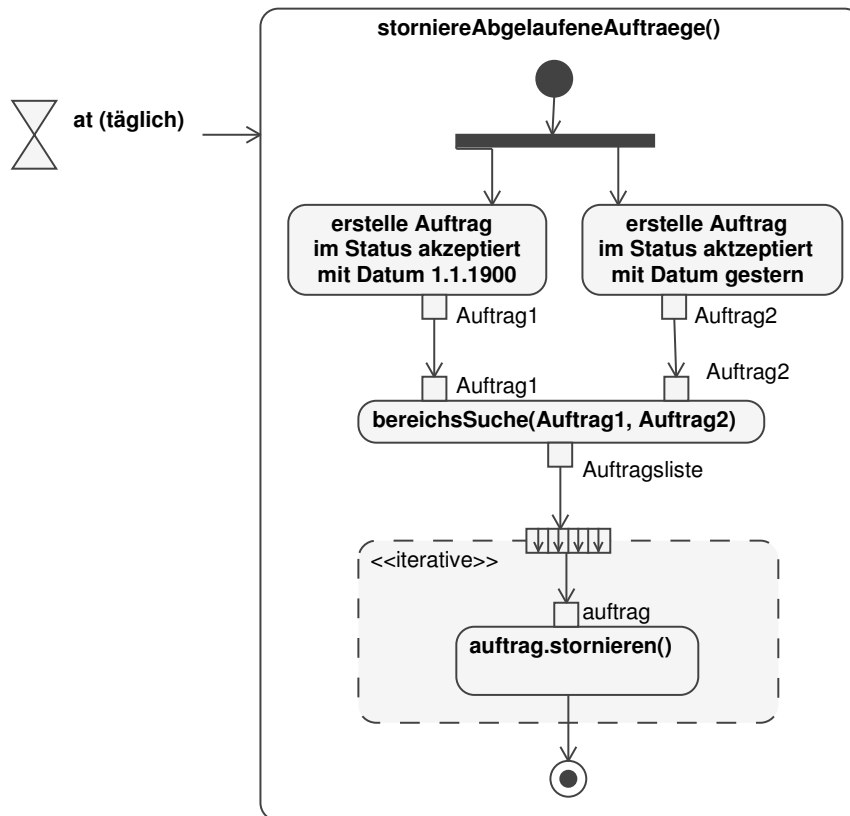 storniereAbgelaufeneAuftraege()
at (täglich)
erstelle Auftrag
im Status akzeptiert
mit Datum 1.1.1900
erstelle Auftrag
im Status aktzeptiert
mit Datum gestern
Auftrag1
Auftrag2
Auftrag1
Auftrag2
bereichsSuche(Auftrag1, Auftrag2)
Auftragsliste
<<iterative>>
auftrag
auftrag.stornieren()